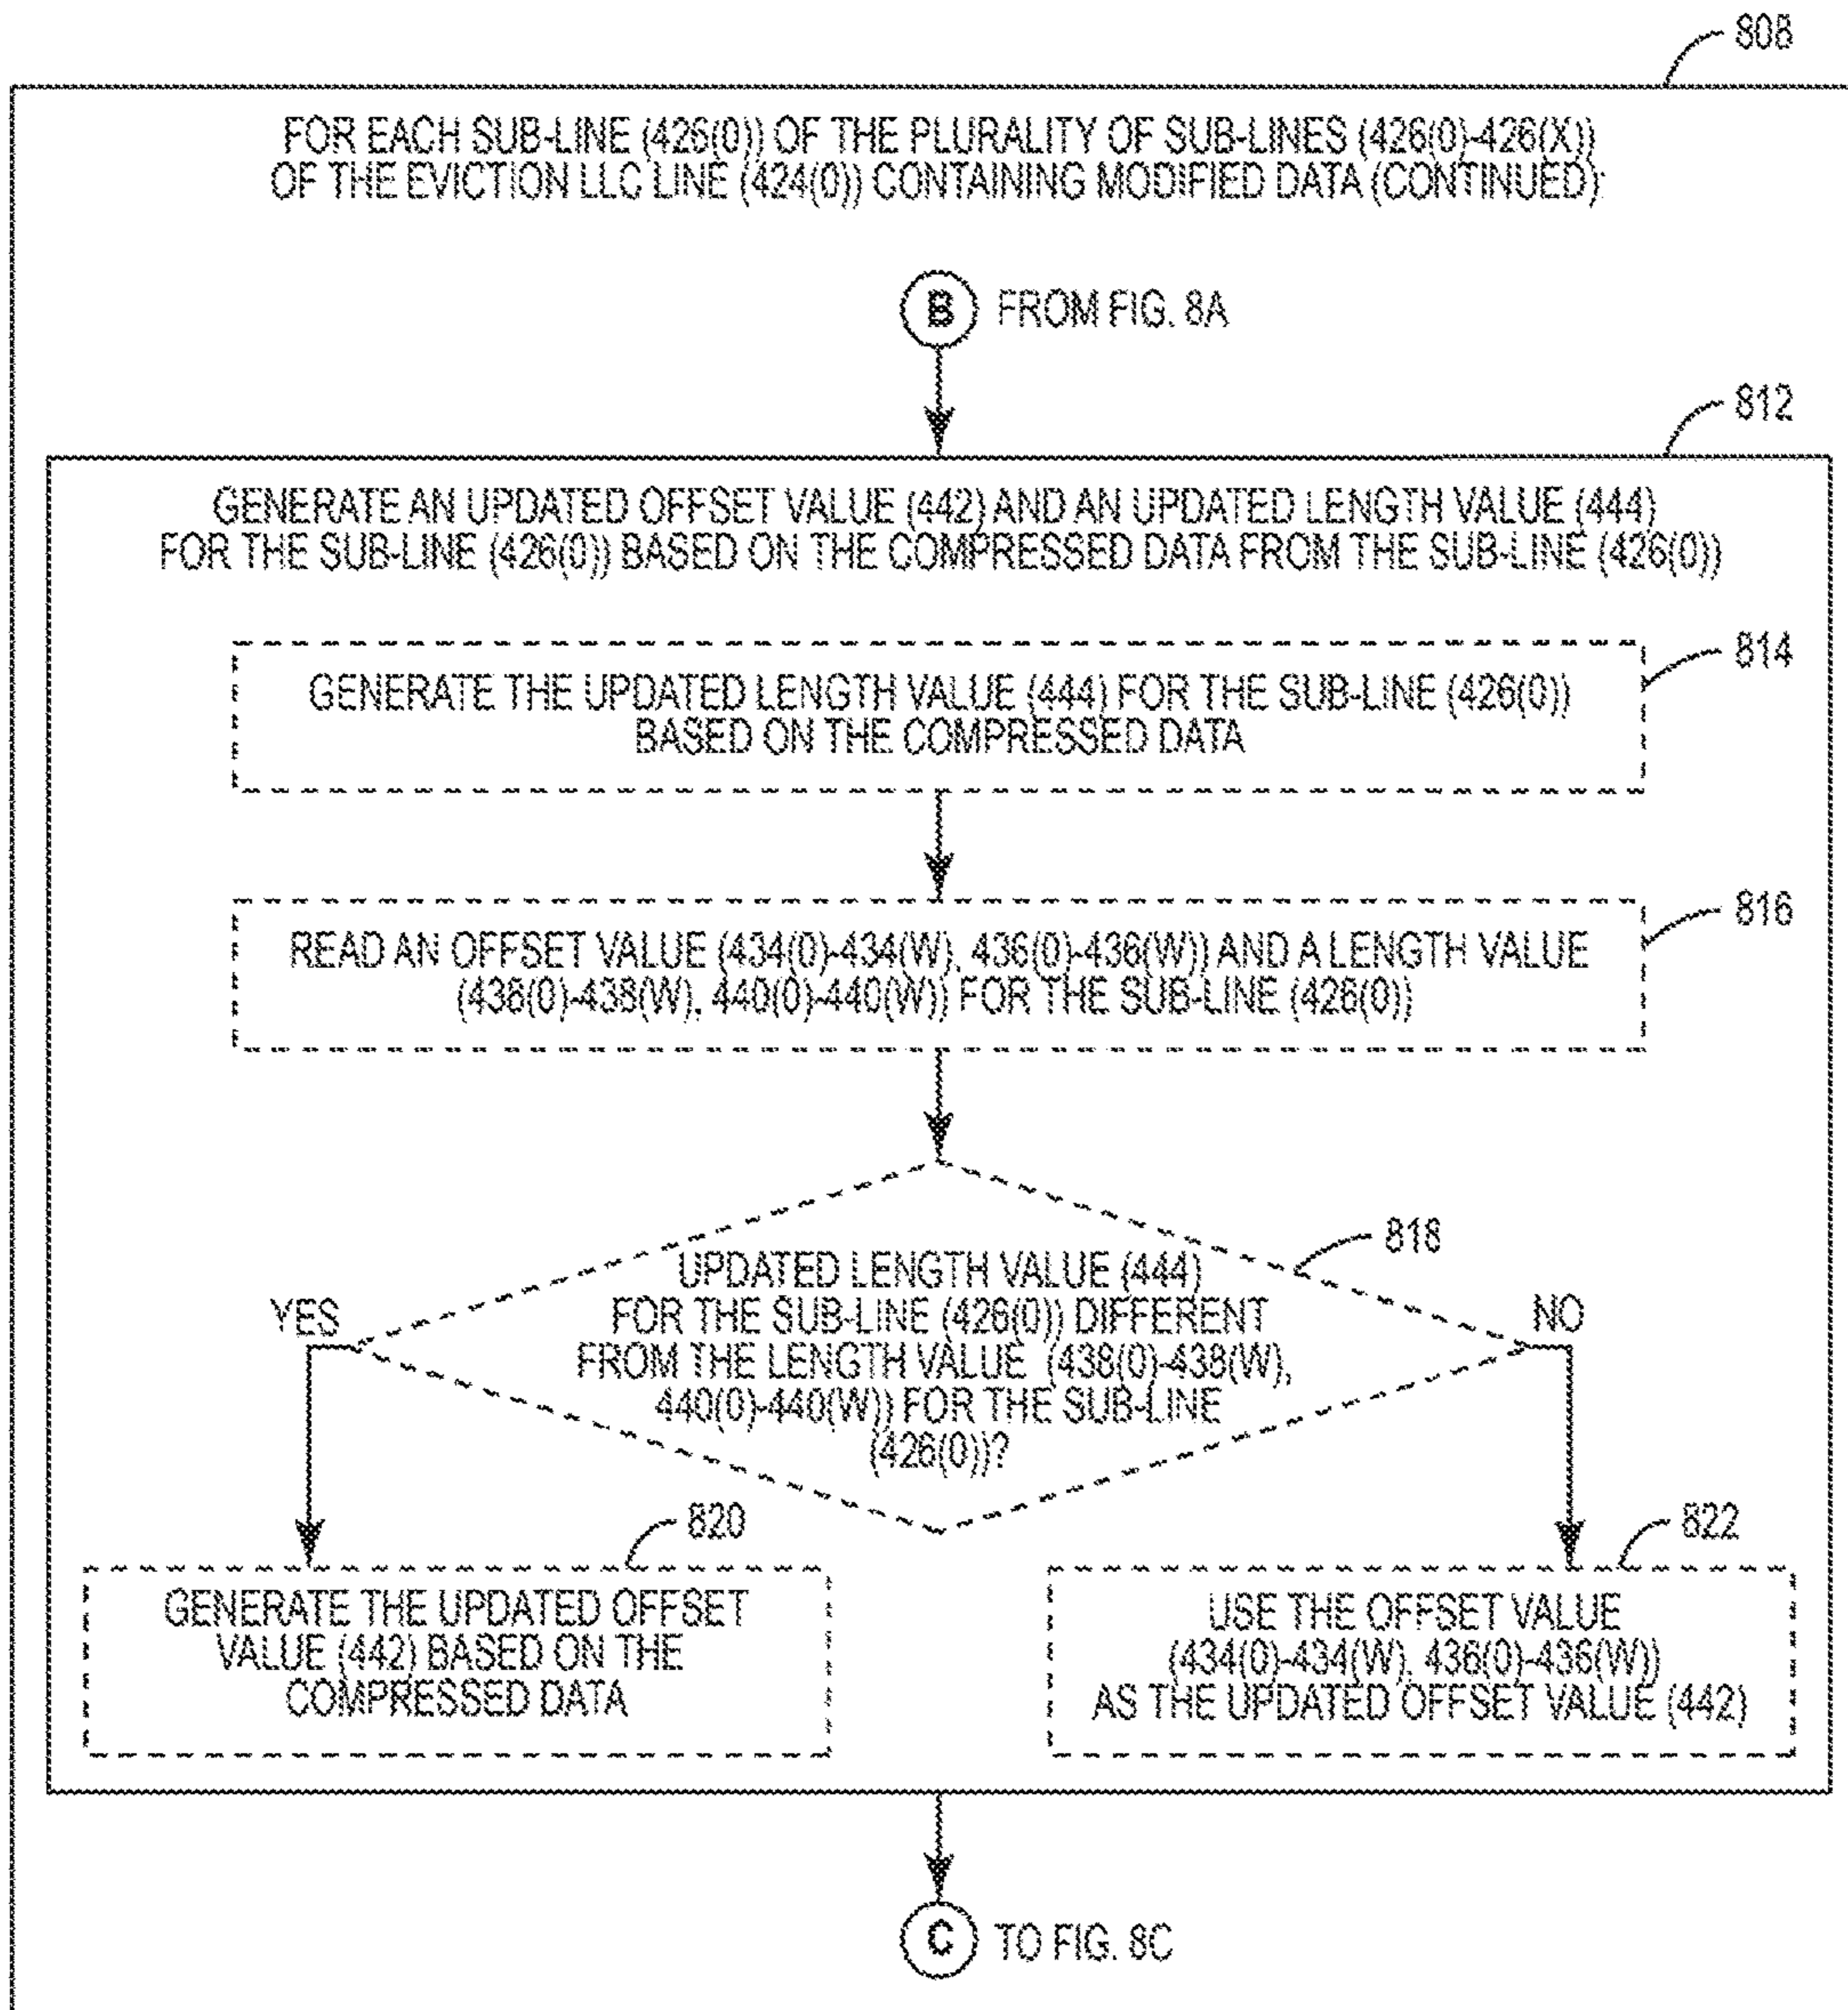 808
FOR EACH SUB-LINE (426(0)) OF THE PLURALITY OF SUB-LINES (426(0)-426(X))
OF THE EVICTION LLC LINE (424(0)) CONTAINING MODIFIED DATA (CONTINUED):
B FROM FIG. 8A
812
GENERATE AN UPDATED OFFSET VALUE (442) AND AN UPDATED LENGTH VALUE (444)
FOR THE SUB-LINE (426(0)) BASED ON THE COMPRESSED DATA FROM THE SUB-LINE (426(0))
814
GENERATE THE UPDATED LENGTH VALUE (444) FOR THE SUB-LINE (426(0))
BASED ON THE COMPRESSED DATA
816
READ AN OFFSET VALUE (434(0)-434(W), 436(0)-436(W)) AND A LENGTH VALUE
(438(0)-438(W), 440(0)-440(W)) FOR THE SUB-LINE (426(0))
818
UPDATED LENGTH VALUE (444)
FOR THE SUB-LINE (426(0)) DIFFERENT
FROM THE LENGTH VALUE (438(0)-438(W),
440(0)-440(W)) FOR THE SUB-LINE
(426(0))?
YES
NO
820
GENERATE THE UPDATED OFFSET
VALUE (442) BASED ON THE
COMPRESSED DATA
822
USE THE OFFSET VALUE
(434(0)-434(W), 436(0)-436(W))
AS THE UPDATED OFFSET VALUE (442)
C TO FIG. 8C